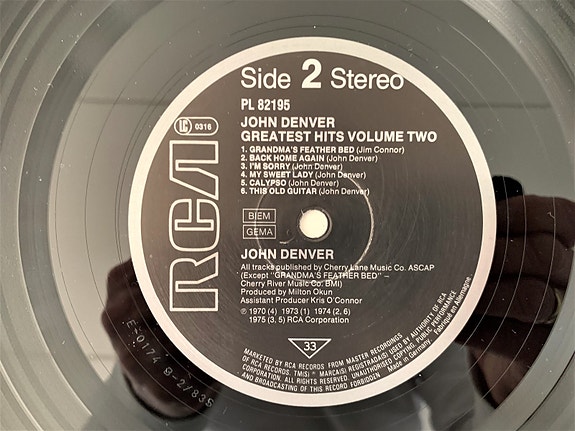 Side 2 Stereo
PL 82195
LC 0316
JOHN DENVER
GREATEST HITS VOLUME TWO
1. GRANDMA'S FEATHER BED (Jim Connor)
2. BACK HOME AGAIN (John Denver)
3. I'M SORRY (John Denver)
4. MY SWEET LADY (John Denver)
5. CALYPSO (John Denver)
6. THIS OLD GUITAR (John Denver)
RCA
BIEM
GEMA
JOHN DENVER
All tracks published by Cherry Lane Music Co. ASCAP
(Except "GRANDMA'S FEATHER BED" –
Cherry River Music Co. BMI)
Produced by Milton Okun
Assistant Producer Kris O'Connor
℗ 1970 (4) 1973 (1) 1974 (2, 6)
1975 (3, 5) RCA Corporation
33
MARKETED BY RCA RECORDS FROM MASTER RECORDINGS
OF RCA RECORDS. TM(S) ® MARCA(S) REGISTRADA(S) USED BY AUTHORITY OF RCA
CORPORATION. ALL RIGHTS RESERVED. UNAUTHORISED COPYING, PUBLIC PERFORMANCE
AND BROADCASTING OF THIS RECORD FORBIDDEN Made in Germany. Fabriqué en Allemagne